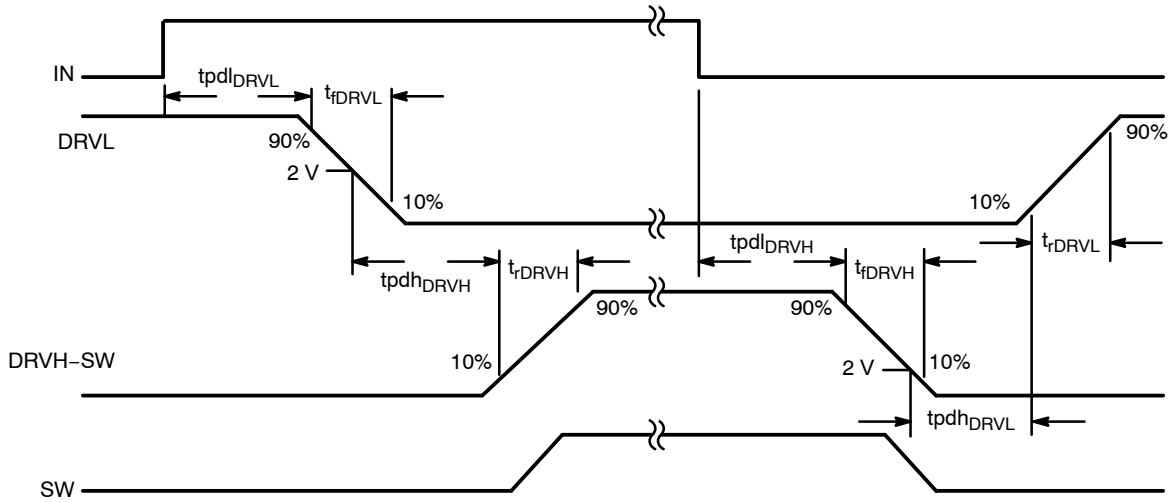 IN
tpdlDRVL
tfDRVL
DRVL
90%
90%
2 V
10%
10%
tpdlDRVH
tpdhDRVH
trDRVH
tfDRVH
trDRVL
90%
90%
DRVH–SW
10%
2 V
10%
tpdhDRVL
SW